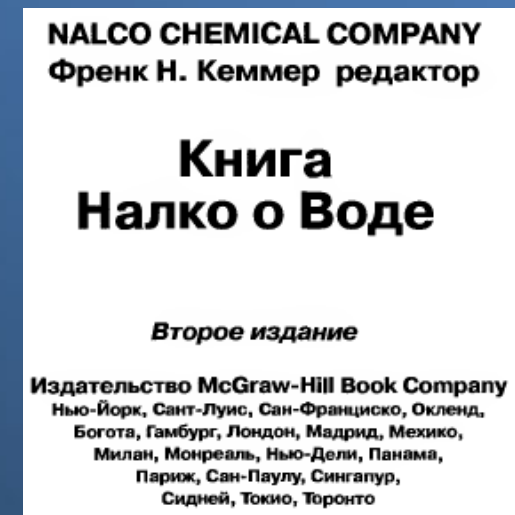 NALCO CHEMICAL COMPANY
Френк Н. Кеммер редактор
Книга
Налко о Воде
Второе издание
Издательство McGraw-Hill Book Company
Нью-Йорк, Сант-Луис, Сан-Франциско, Окленд,
Богота, Гамбург, Лондон, Мадрид, Мехико,
Милан, Монреаль, Нью-Дели, Панама,
Париж, Сан-Паулу, Сингапур,
Сидней, Токио, Торонто